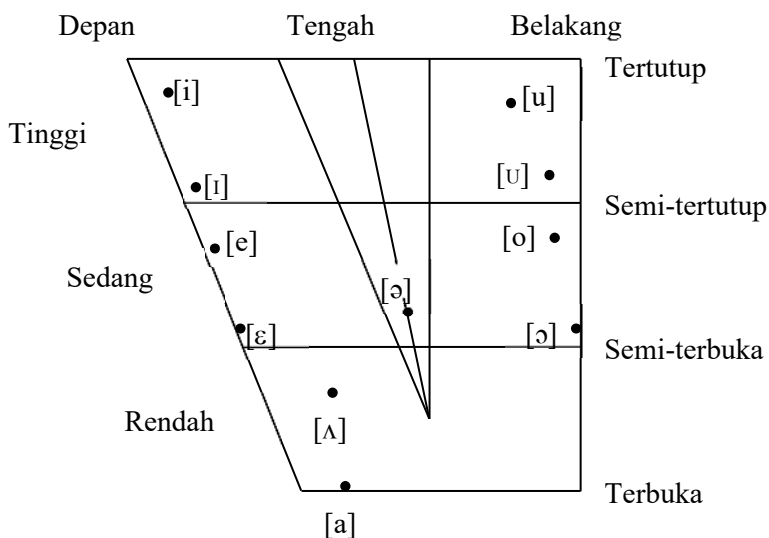 Depan Tengah Belakang
Tertutup
[i] [u]
Tinggi
[ɪ] [ʊ]
Semi-tertutup
[e] [o]
Sedang
[ə]
[ɛ] [ɔ]
Semi-terbuka
Rendah
[ʌ]
Terbuka
[a]